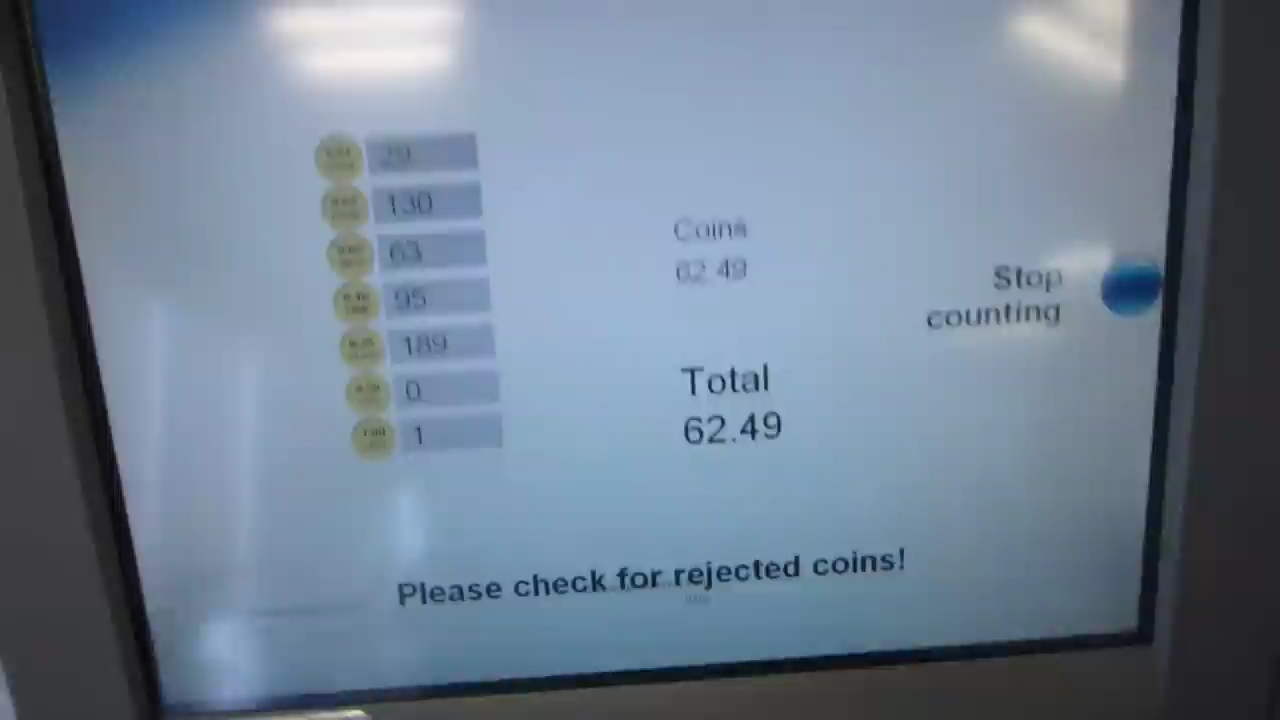 29
130
63
95
189
0
1
Coins
62.49
Total
62.49
Stop
counting
Please check for rejected coins!